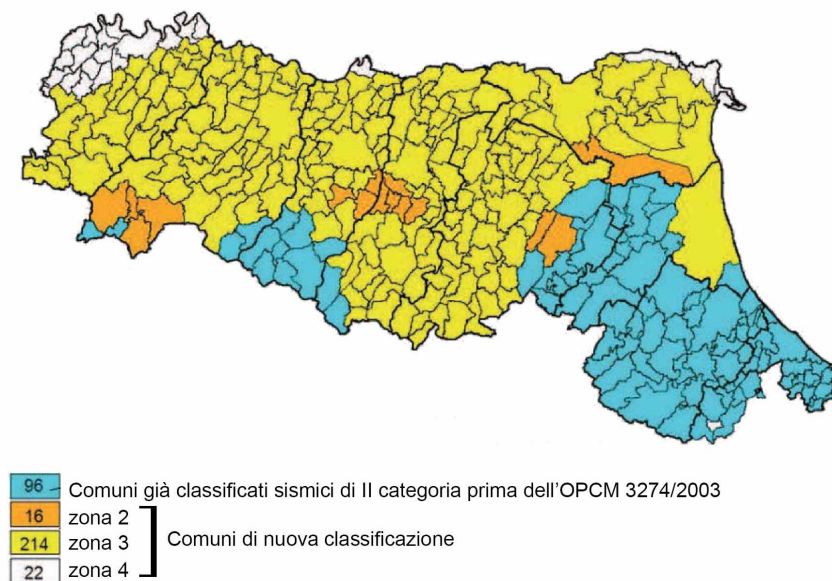 96 Comuni già classificati sismici di II categoria prima dell'OPCM 3274/2003
16 zona 2
214 zona 3 Comuni di nuova classificazione
22 zona 4